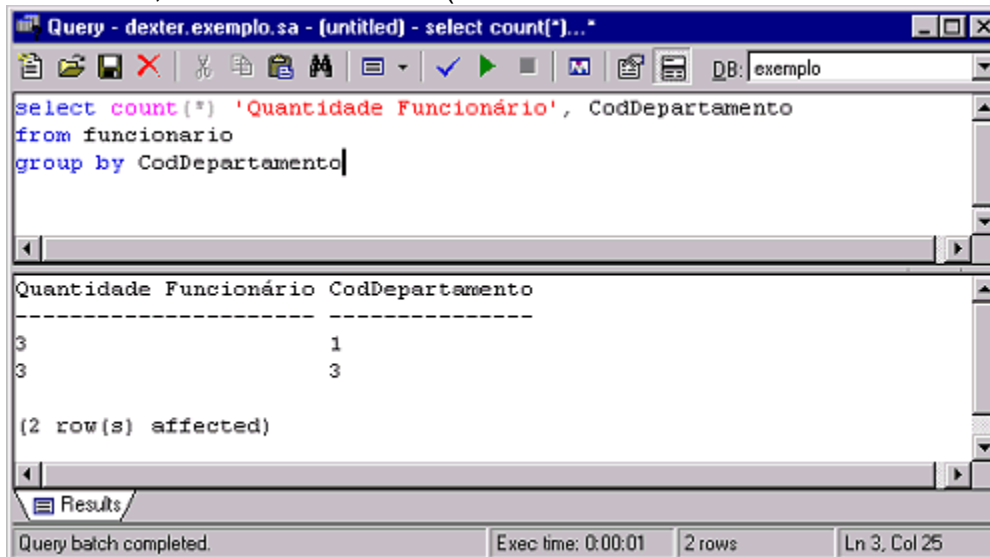 Query - dexter.exemplo.sa - (untitled) - select count(*)...*
DB: exemplo
select count(*) 'Quantidade Funcionário', CodDepartamento
from funcionario
group by CodDepartamento
Quantidade Funcionário CodDepartamento
---------------------- ---------------
3 1
3 3
(2 row(s) affected)
Results
Query batch completed. Exec time: 0:00:01 2 rows Ln 3, Col 25